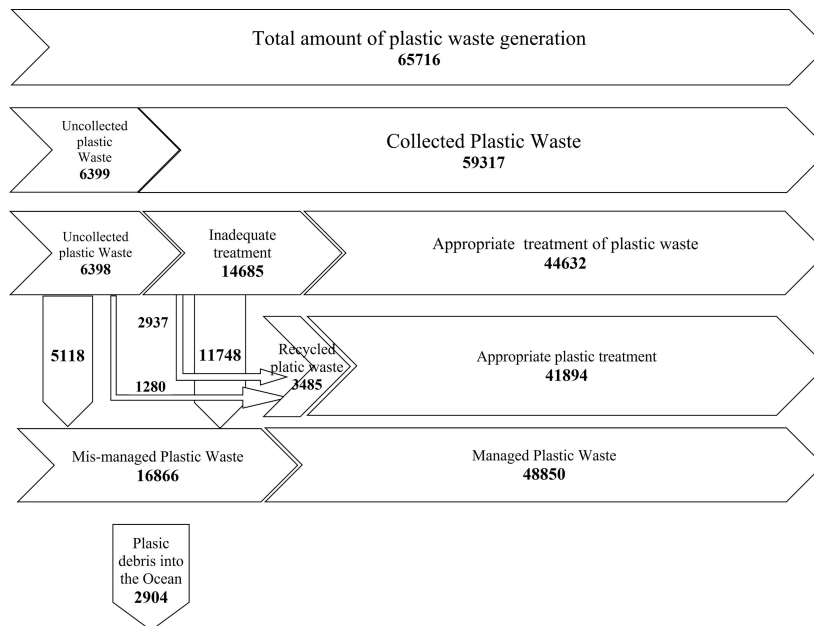 Total amount of plastic waste generation
65716
Uncollected
plastic
Waste
6399
Collected Plastic Waste
59317
Uncollected
plastic Waste
6398
Inadequate
treatment
14685
Appropriate treatment of plastic waste
44632
5118
2937
1280
11748
Recycled
platic waste
3485
Appropriate plastic treatment
41894
Mis-managed Plastic Waste
16866
Managed Plastic Waste
48850
Plasic
debris into
the Ocean
2904